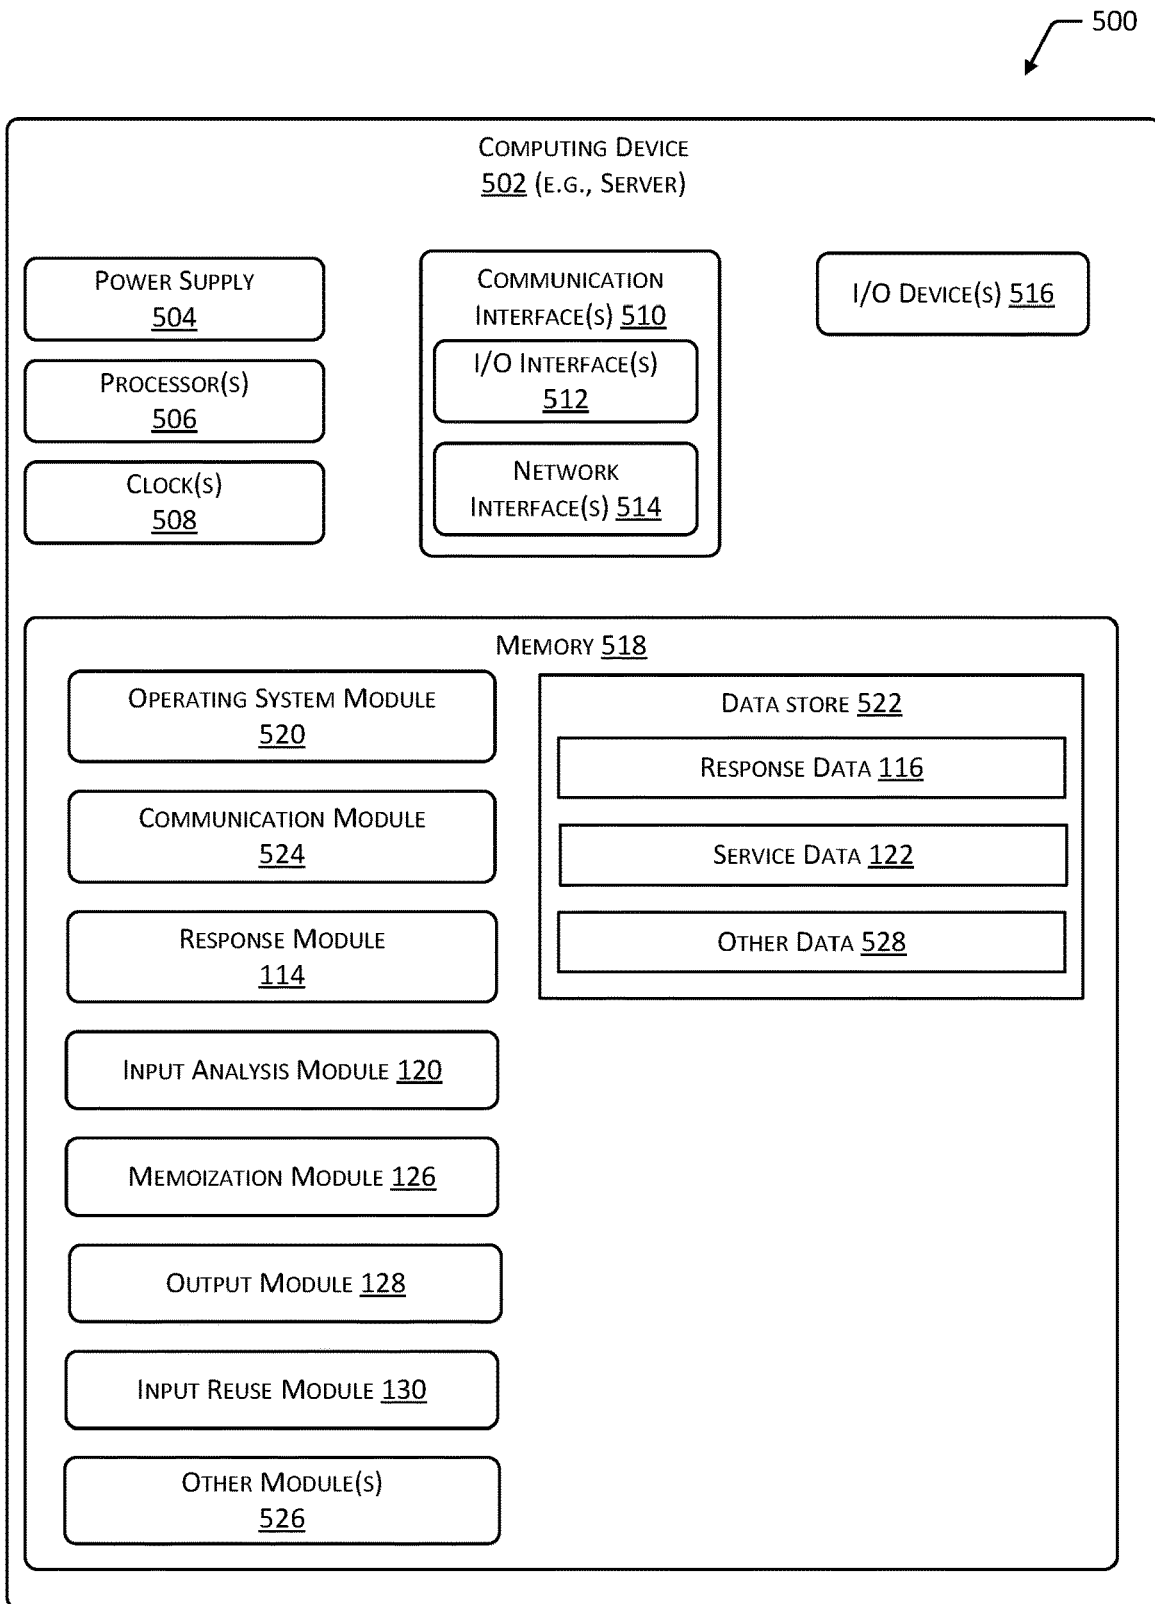 500
COMPUTING DEVICE
502 (E.G., SERVER)
POWER SUPPLY
504
PROCESSOR(S)
506
CLOCK(S)
508
COMMUNICATION
INTERFACE(S) 510
I/O INTERFACE(S)
512
NETWORK
INTERFACE(S) 514
I/O DEVICE(S) 516
MEMORY 518
OPERATING SYSTEM MODULE
520
COMMUNICATION MODULE
524
RESPONSE MODULE
114
INPUT ANALYSIS MODULE 120
MEMOIZATION MODULE 126
OUTPUT MODULE 128
INPUT REUSE MODULE 130
OTHER MODULE(S)
526
DATA STORE 522
RESPONSE DATA 116
SERVICE DATA 122
OTHER DATA 528